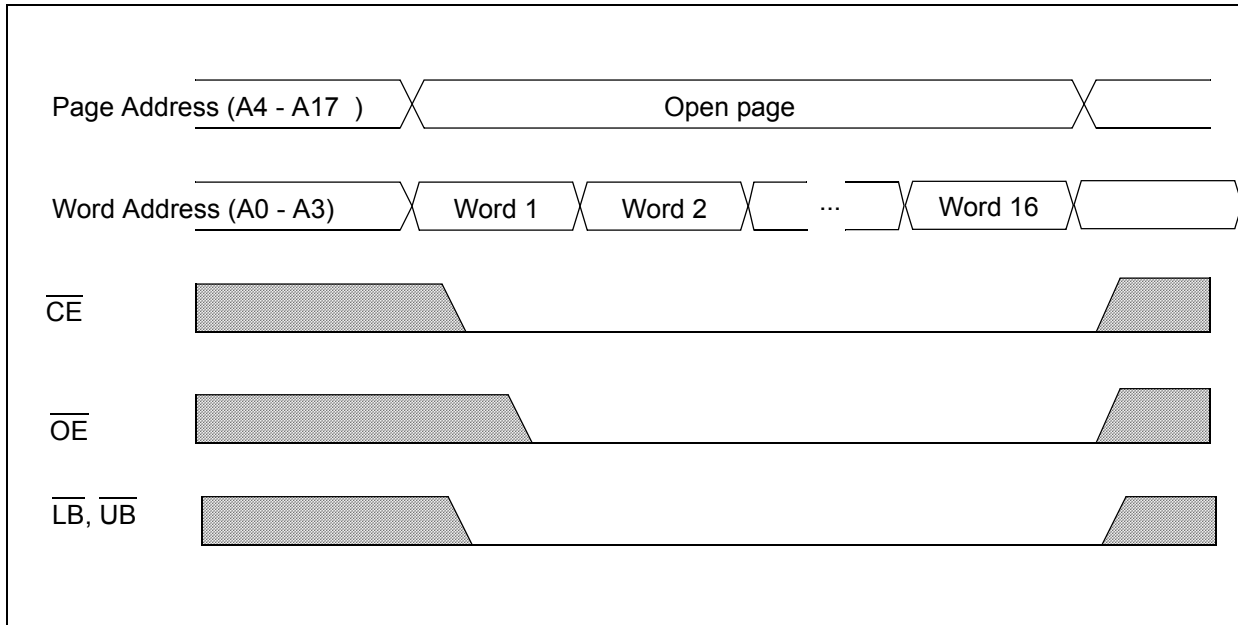 Page Address (A4 - A17 ) Open page
Word Address (A0 - A3) Word 1 Word 2 ... Word 16
CE
OE
LB, UB